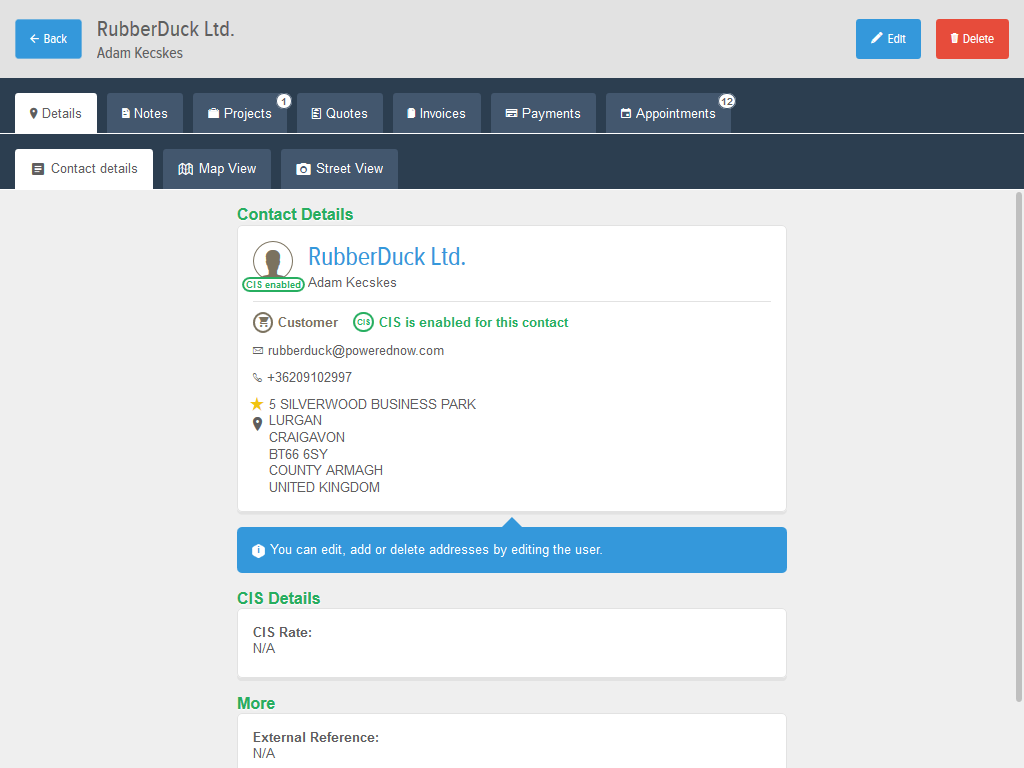 Back
RubberDuck Ltd.
Adam Kecskes
Edit
Delete
Details
Notes
Projects
1
Quotes
Invoices
Payments
Appointments
12
Contact details
Map View
Street View
Contact Details
RubberDuck Ltd.
CIS enabled
Adam Kecskes
Customer
CIS
CIS is enabled for this contact
rubberduck@powerednow.com
+36209102997
5 SILVERWOOD BUSINESS PARK
LURGAN
CRAIGAVON
BT66 6SY
COUNTY ARMAGH
UNITED KINGDOM
You can edit, add or delete addresses by editing the user.
CIS Details
CIS Rate:
N/A
More
External Reference:
N/A